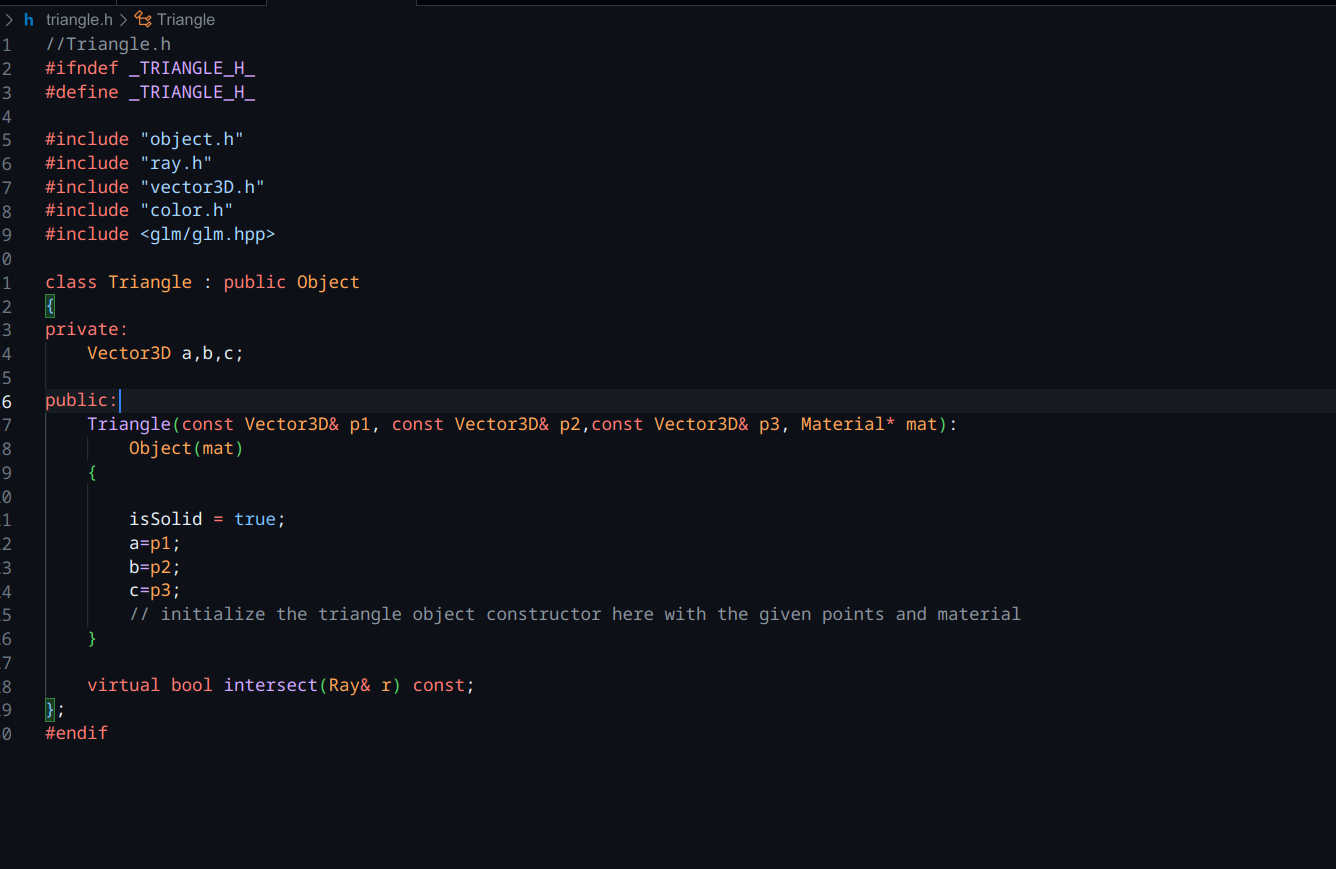 > h triangle.h > Triangle
1 //Triangle.h
2 #ifndef _TRIANGLE_H_
3 #define _TRIANGLE_H_
4
5 #include "object.h"
6 #include "ray.h"
7 #include "vector3D.h"
8 #include "color.h"
9 #include <glm/glm.hpp>
0
1 class Triangle : public Object
2 {
3 private:
4     Vector3D a,b,c;
5
6 public:
7     Triangle(const Vector3D& p1, const Vector3D& p2,const Vector3D& p3, Material* mat):
8         Object(mat)
9     {
0
1         isSolid = true;
2         a=p1;
3         b=p2;
4         c=p3;
5         // initialize the triangle object constructor here with the given points and material
6     }
7
8     virtual bool intersect(Ray& r) const;
9 };
0 #endif